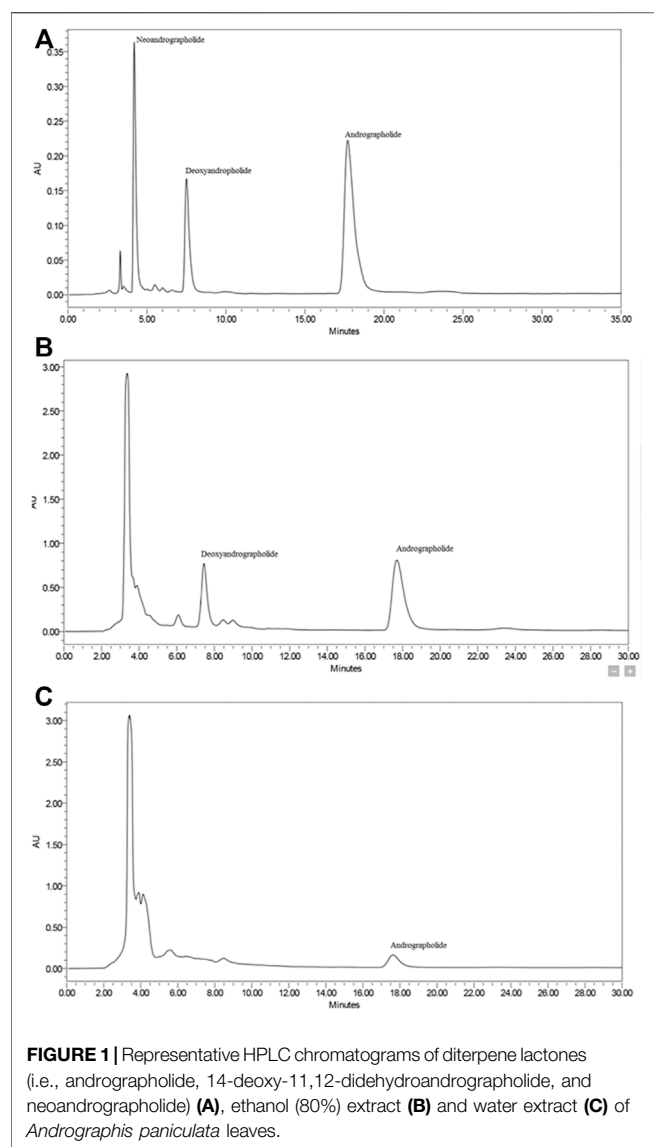 A
Neoandrographolide
Deoxyandropholide
Andrographolide
0.35
0.30
0.25
0.20
0.15
0.10
0.05
0.00
AU
0.00 5.00 10.00 15.00 20.00 25.00 30.00 35.00
Minutes
B
Deoxyandrographolide
Andrographolide
3.00
2.50
2.00
1.50
1.00
0.50
0.00
AU
0.00 2.00 4.00 6.00 8.00 10.00 12.00 14.00 16.00 18.00 20.00 22.00 24.00 26.00 28.00 30.00
Minutes
C
Andrographolide
3.00
2.50
2.00
1.50
1.00
0.50
0.00
AU
0.00 2.00 4.00 6.00 8.00 10.00 12.00 14.00 16.00 18.00 20.00 22.00 24.00 26.00 28.00 30.00
Minutes
FIGURE 1 | Representative HPLC chromatograms of diterpene lactones
(i.e., andrographolide, 14-deoxy-11,12-didehydroandrographolide, and
neoandrographolide) (A), ethanol (80%) extract (B) and water extract (C) of
Andrographis paniculata leaves.